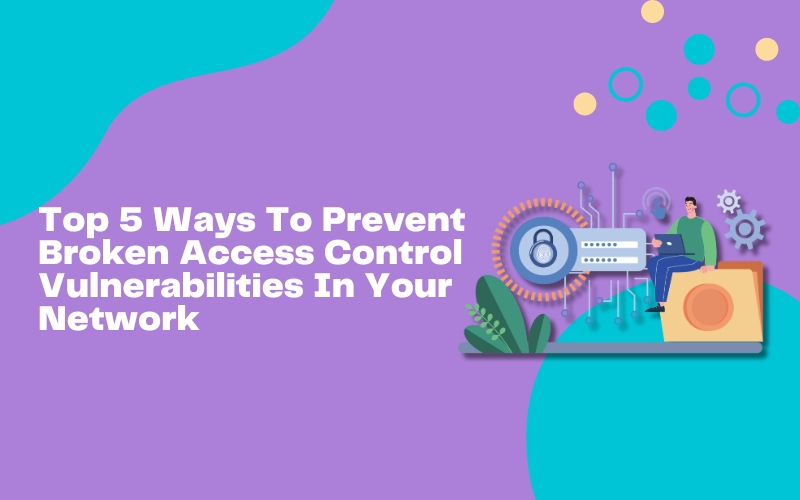 Top 5 Ways To Prevent
Broken Access Control
Vulnerabilities In Your
Network